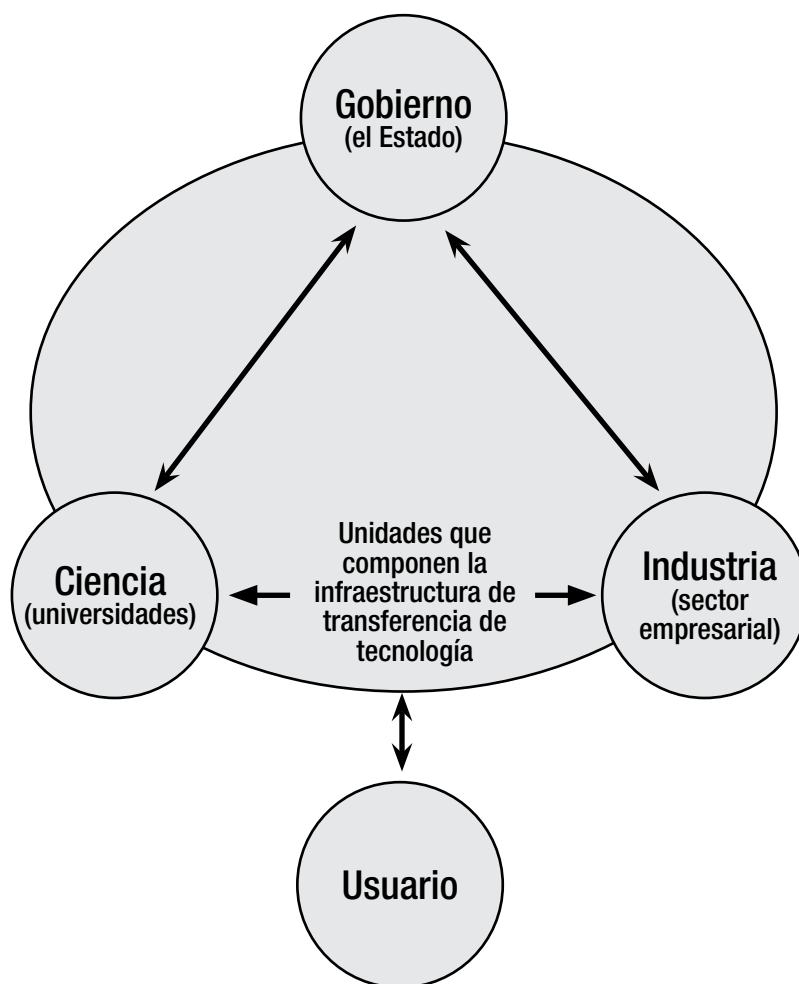 Gobierno
(el Estado)
Ciencia
(universidades)
Unidades que
componen la
infraestructura de
transferencia de
tecnología
Industria
(sector
empresarial)
Usuario